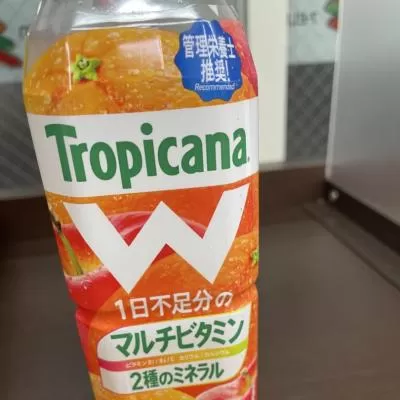 管理栄養士
推奨!
Recommended
Tropicana
W
1日不足分の
マルチビタミン
2種のミネラル